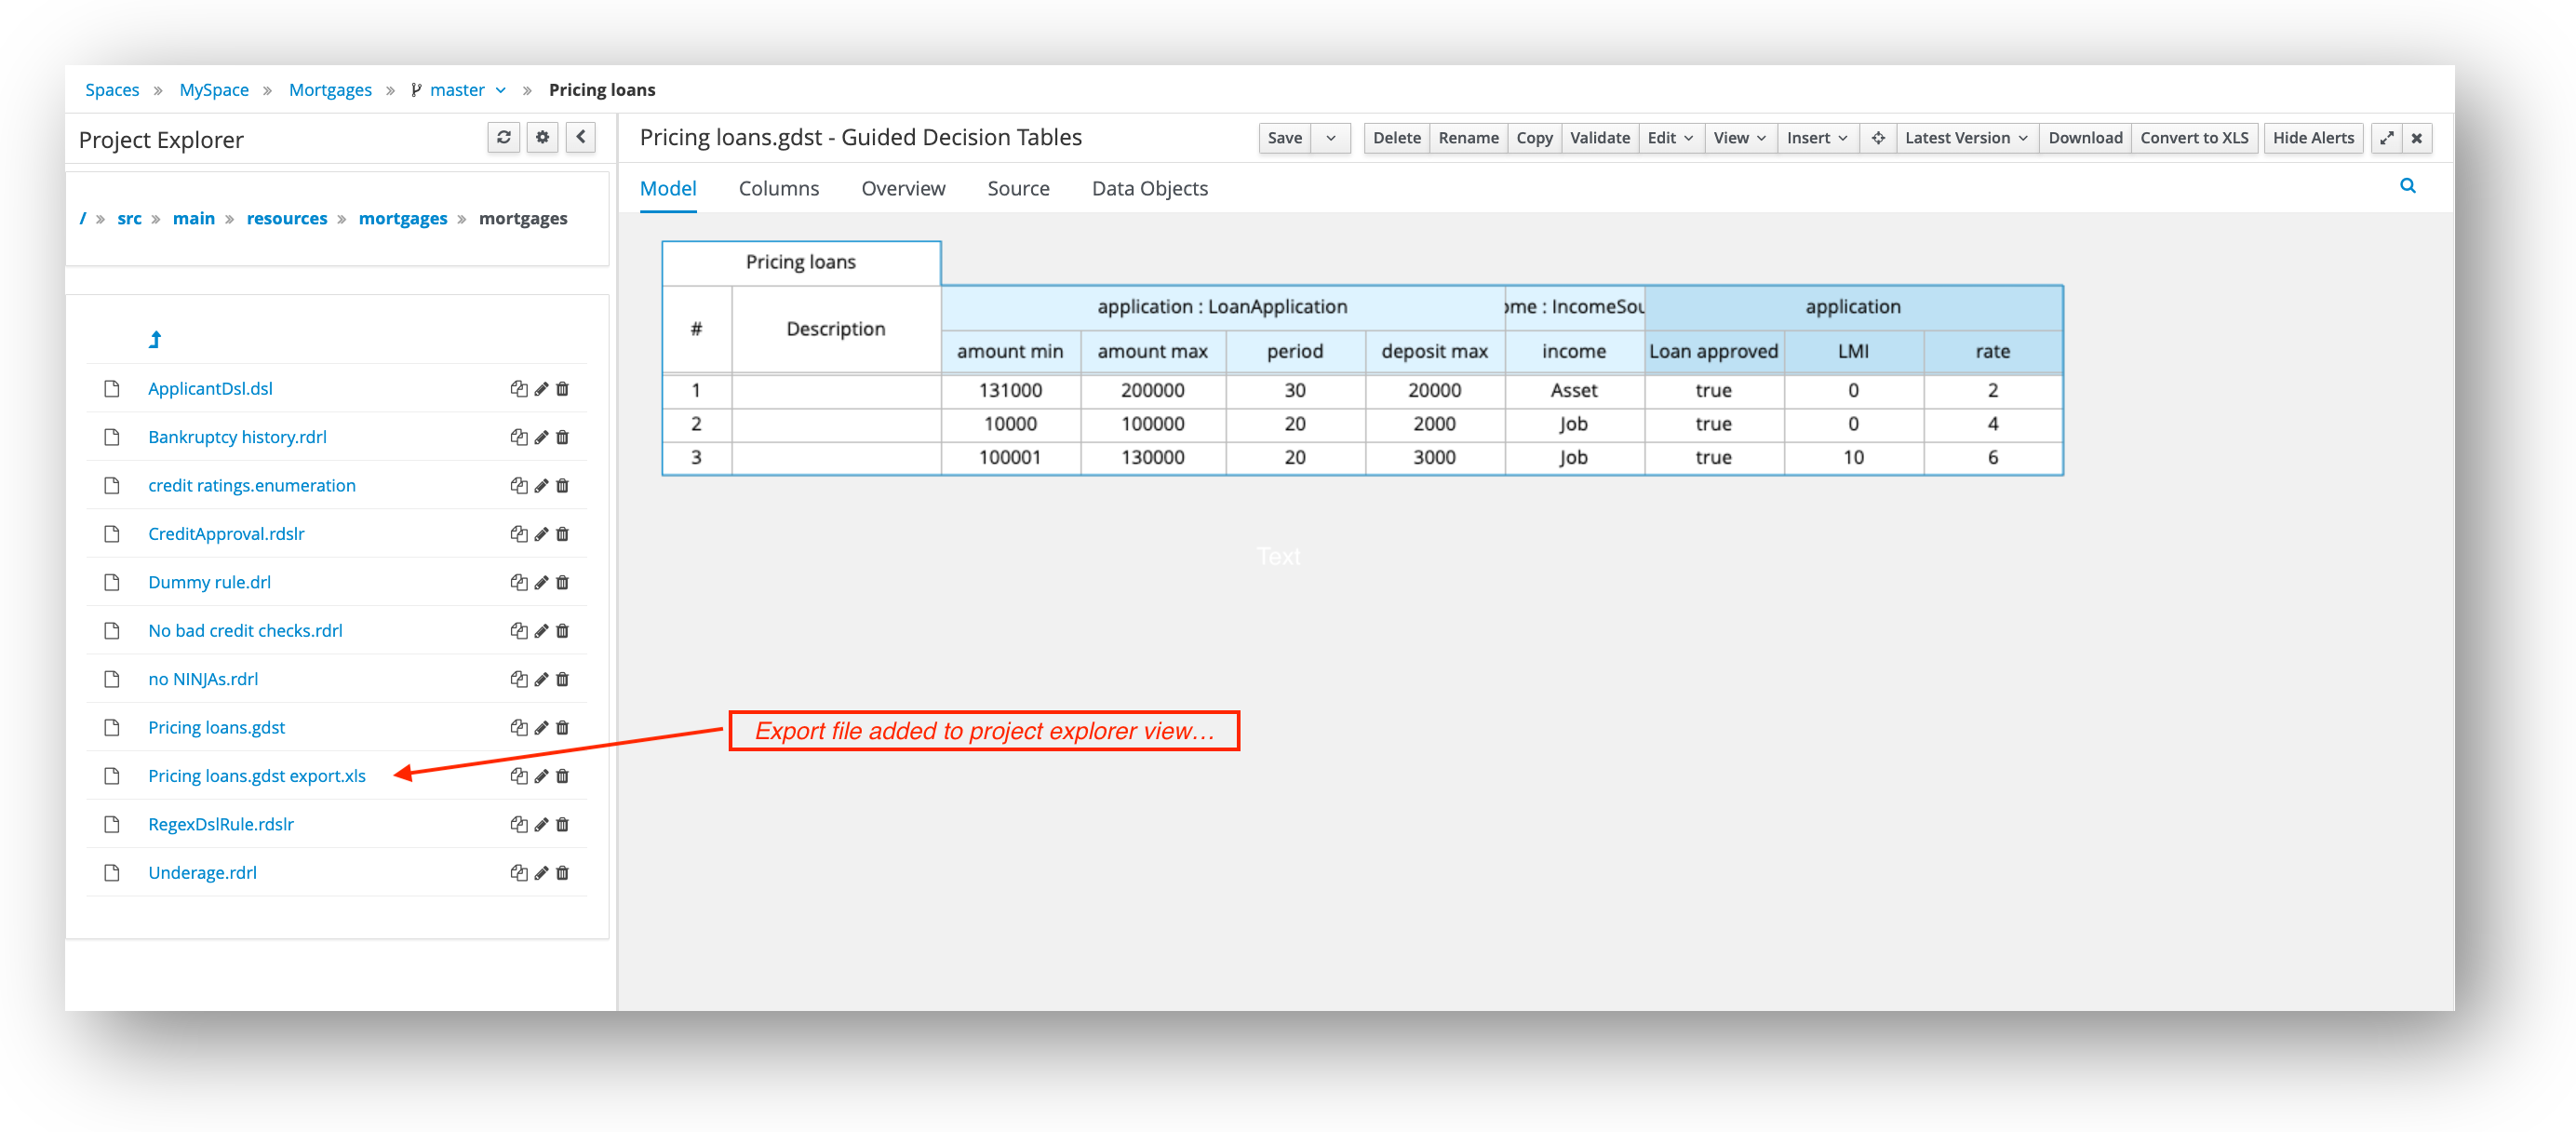 Spaces » MySpace » Mortgages » master » Pricing loans
Project Explorer
/ » src » main » resources » mortgages » mortgages
ApplicantDsl.dsl
Bankruptcy history.rdrl
credit ratings.enumeration
CreditApproval.rdslr
Dummy rule.drl
No bad credit checks.rdrl
no NINJAs.rdrl
Pricing loans.gdst
Pricing loans.gdst export.xls
RegexDslRule.rdslr
Underage.rdrl
Pricing loans.gdst - Guided Decision Tables
Save Delete Rename Copy Validate Edit View Insert Latest Version Download Convert to XLS Hide Alerts
Model Columns Overview Source Data Objects
Pricing loans
application : LoanApplication ome : IncomeSou application
# Description
amount min amount max period deposit max income Loan approved LMI rate
1 131000 200000 30 20000 Asset true 0 2
2 10000 100000 20 2000 Job true 0 4
3 100001 130000 20 3000 Job true 10 6
Text
Export file added to project explorer view...